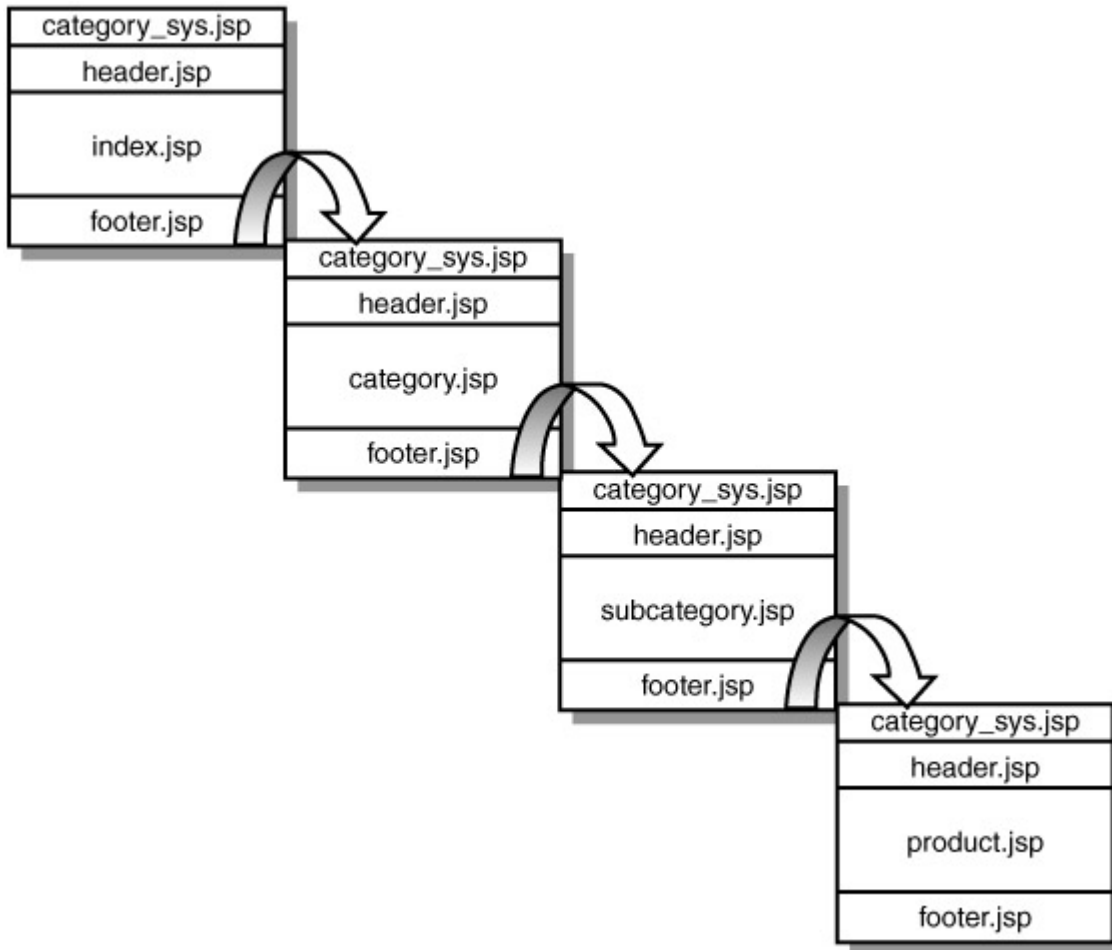 category_sys.jsp
header.jsp
index.jsp
footer.jsp
category_sys.jsp
header.jsp
category.jsp
footer.jsp
category_sys.jsp
header.jsp
subcategory.jsp
footer.jsp
category_sys.jsp
header.jsp
product.jsp
footer.jsp